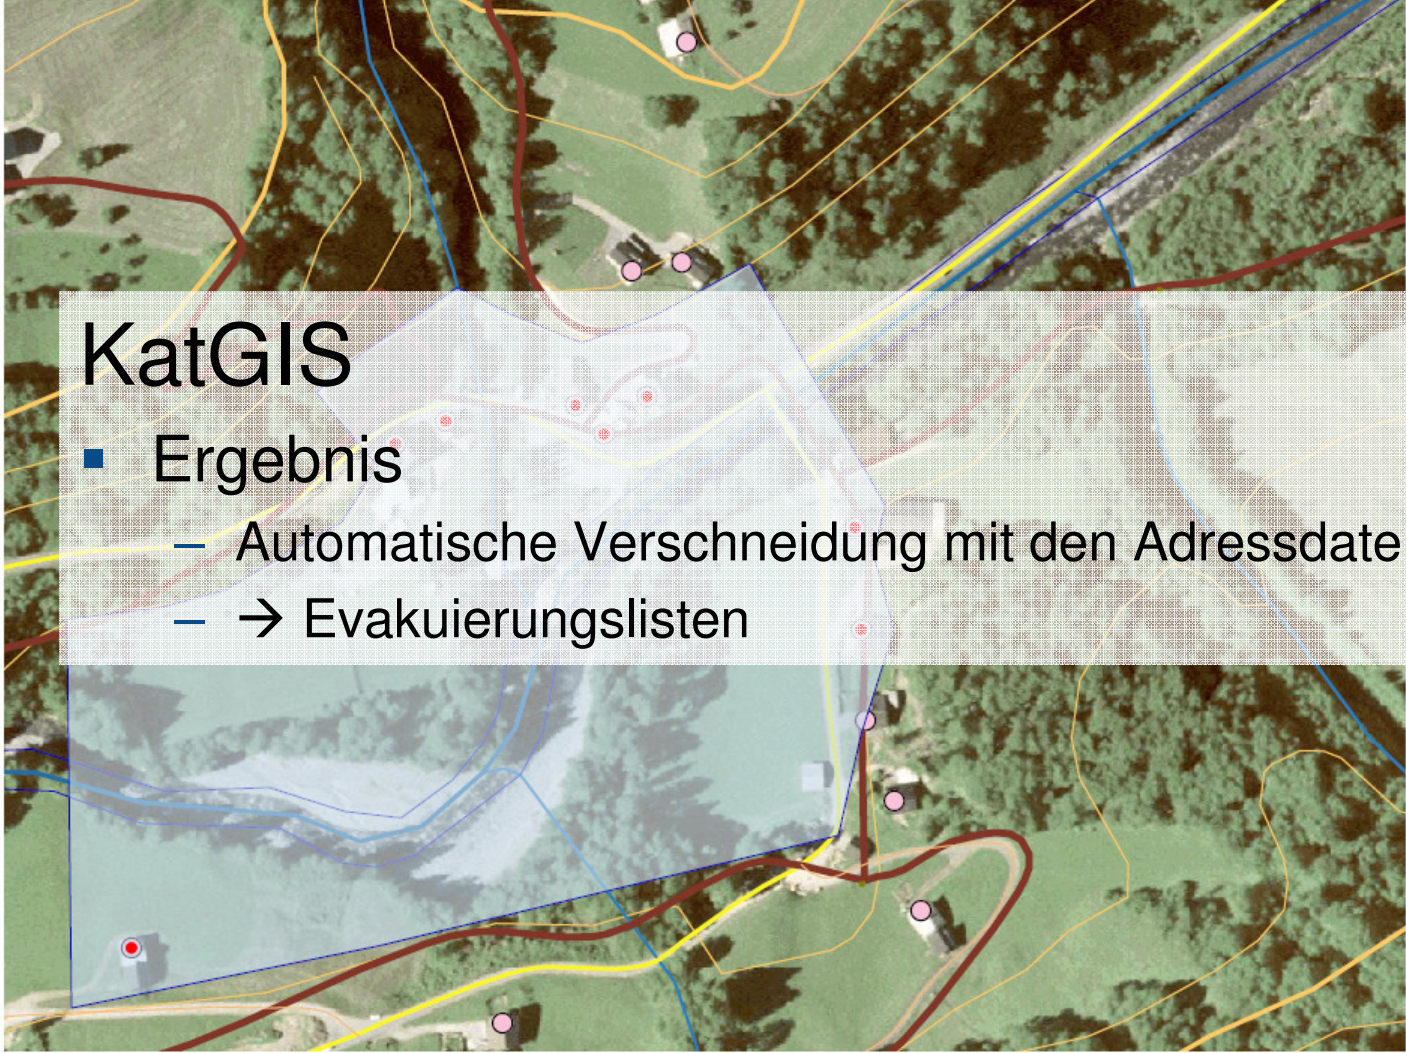 KatGIS
▪ Ergebnis
– Automatische Verschneidung mit den Adressdate
– → Evakuierungslisten